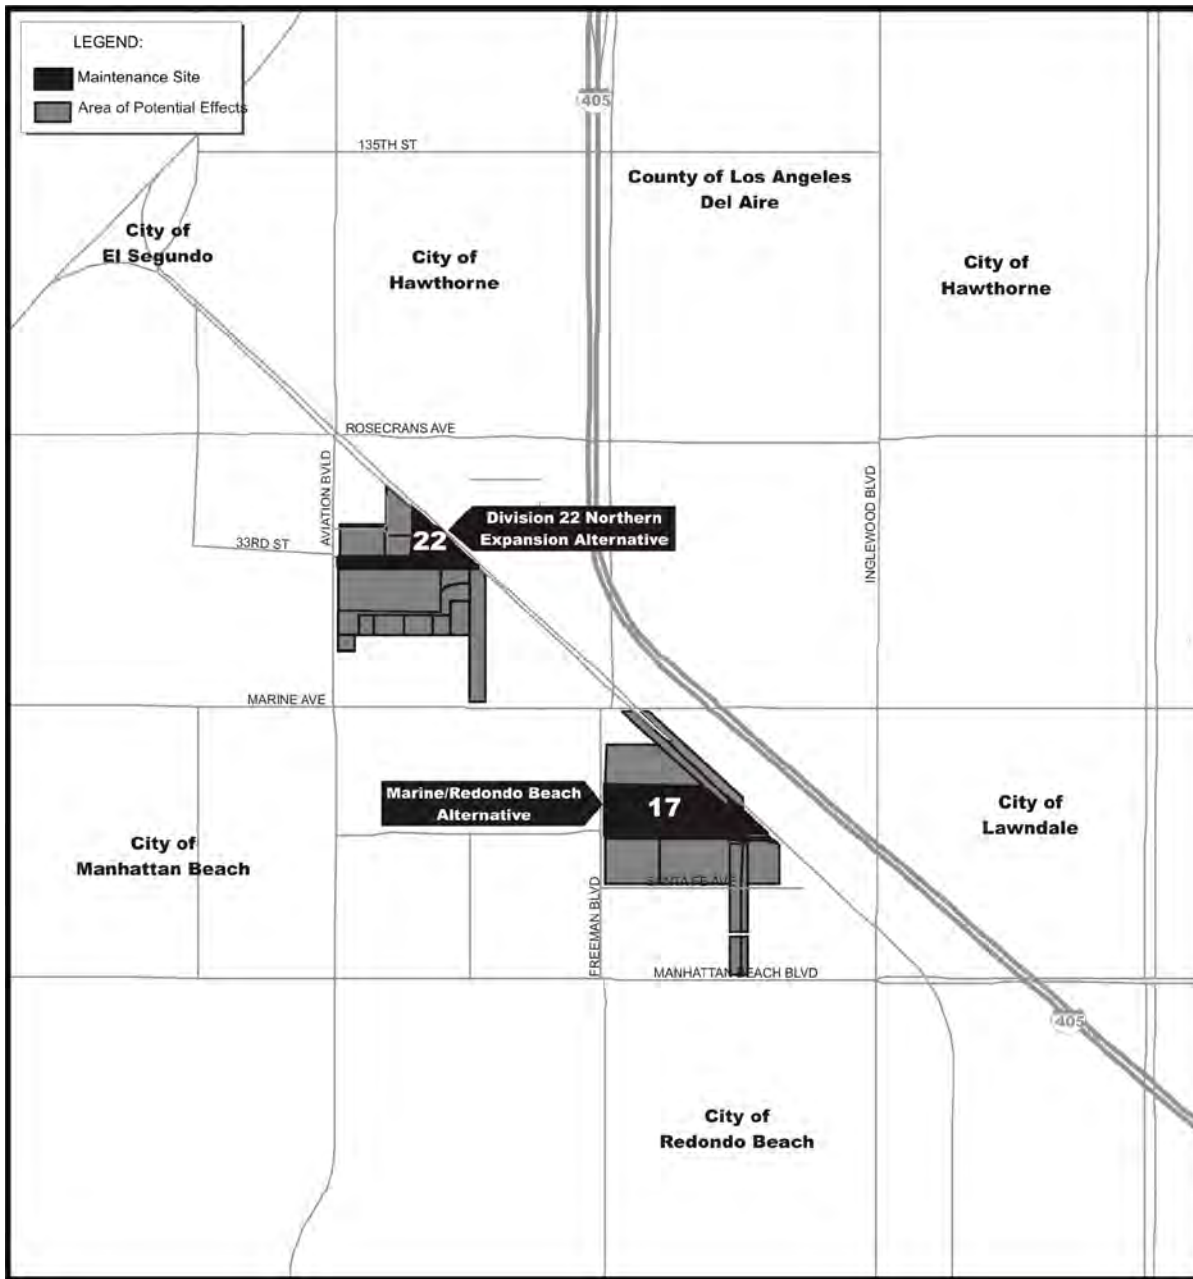 LEGEND:
Maintenance Site
Area of Potential Effects
405
135TH ST
County of Los Angeles
Del Aire
City of
El Segundo
City of
Hawthorne
City of
Hawthorne
ROSECRANS AVE
AVIATION BVLD
INGLEWOOD BLVD
33RD ST
22
Division 22 Northern
Expansion Alternative
MARINE AVE
Marine/Redondo Beach
Alternative
17
City of
Lawndale
City of
Manhattan Beach
SANTA FE AVE
FREEMAN BLVD
MANHATTAN BEACH BLVD
405
City of
Redondo Beach